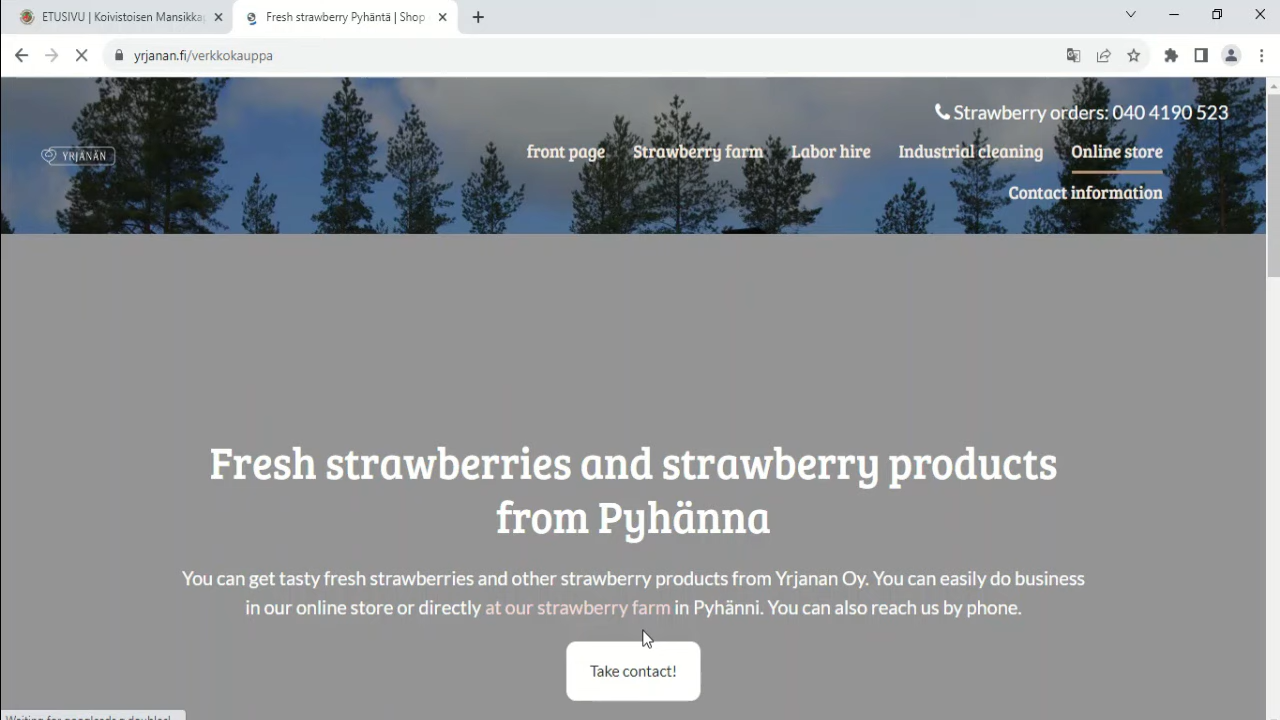 ETUSIVU | Koivistoisen Mansikka
Fresh strawberry Pyhäntä | Shop
yrjanan.fi/verkkokauppa
Strawberry orders: 040 4190 523
YRJÄNÄN
front page Strawberry farm Labor hire Industrial cleaning Online store
Contact information
Fresh strawberries and strawberry products
from Pyhänna
You can get tasty fresh strawberries and other strawberry products from Yrjanan Oy. You can easily do business
in our online store or directly at our strawberry farm in Pyhänni. You can also reach us by phone.
Take contact!